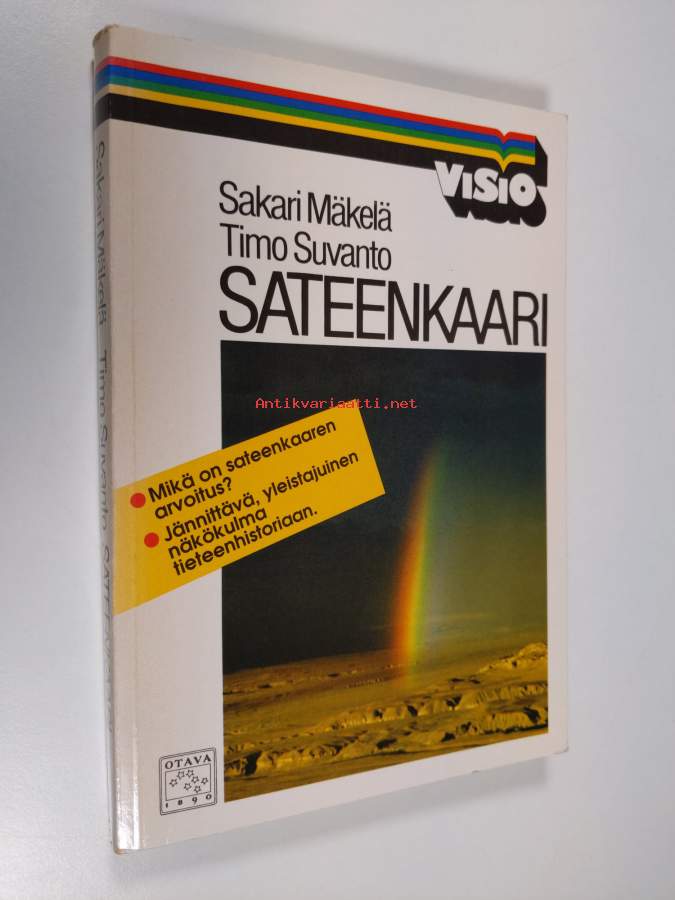 VISIO
Sakari Mäkelä
Timo Suvanto
SATEENKAARI
Antikvariaatti.net
• Mikä on sateenkaaren
arvoitus?
• Jännittävä, yleistajuinen
näkökulma
tieteenhistoriaan.
OTAVA
1890
Sakari Mäkelä Timo Suvanto SATEENKAARI